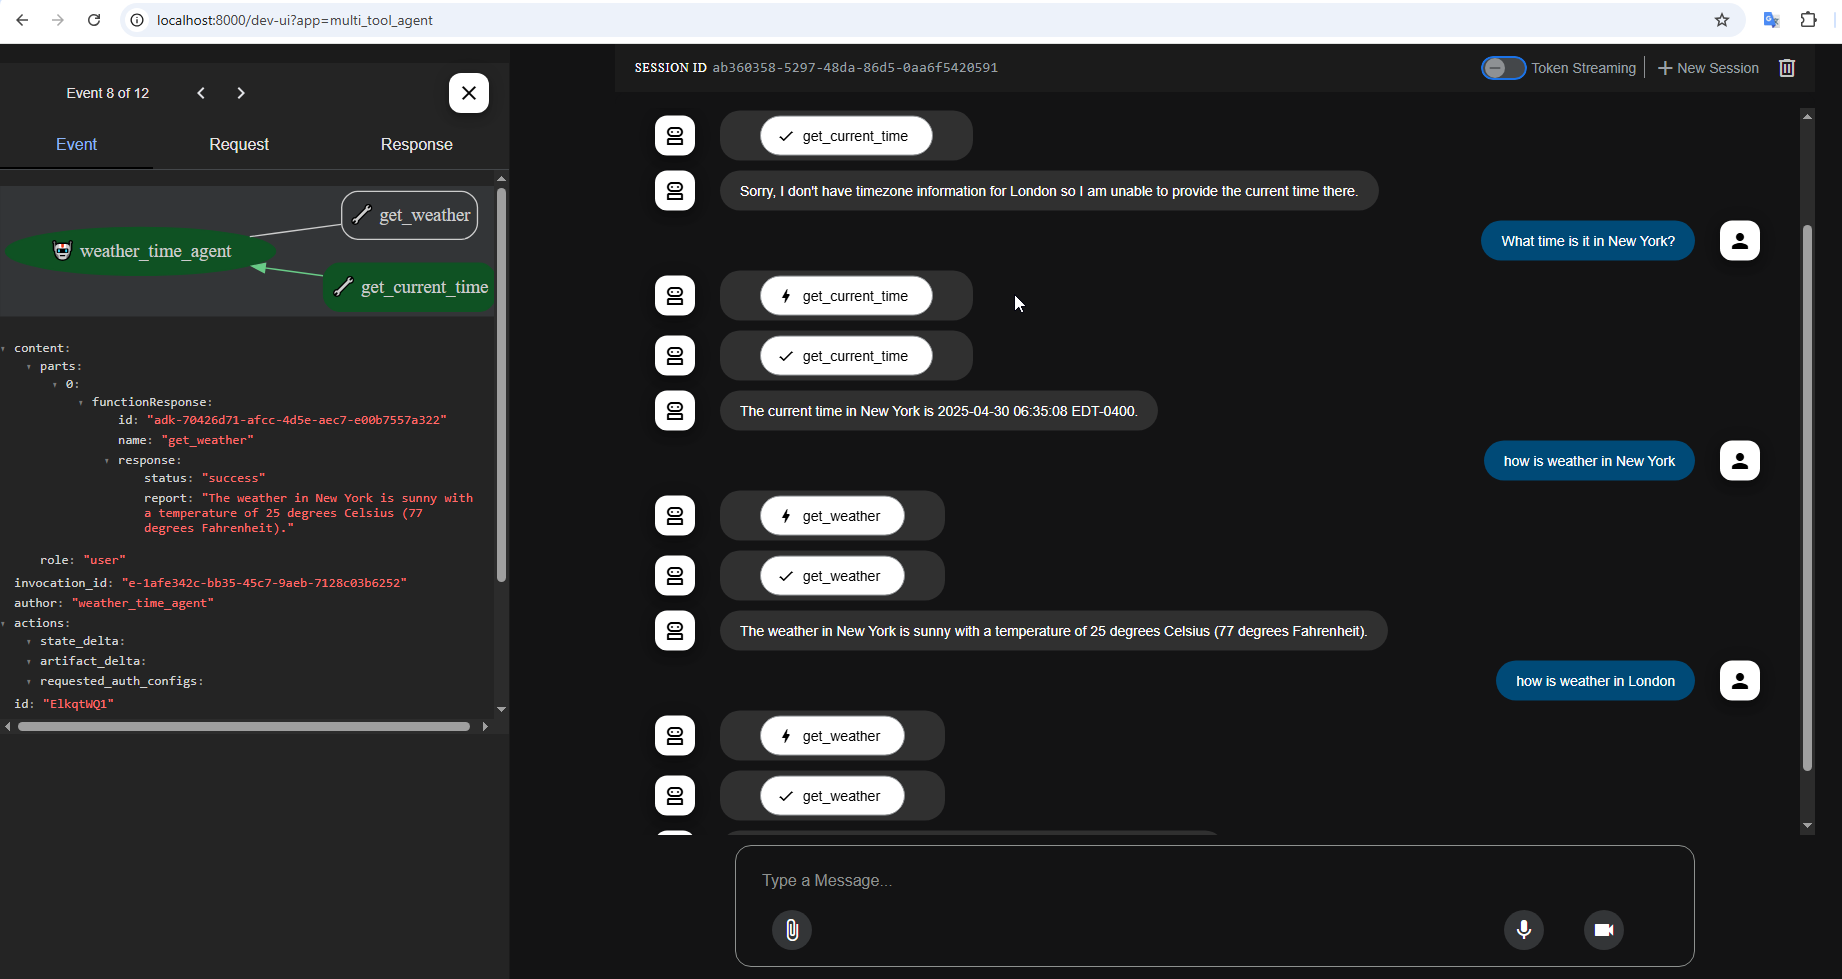 localhost:8000/dev-ui?app=multi_tool_agent
Event 8 of 12
Event Request Response
get_weather
weather_time_agent
get_current_time
content:
parts:
0:
functionResponse:
id: "adk-70426d71-afcc-4d5e-aec7-e00b7557a322"
name: "get_weather"
response:
status: "success"
report: "The weather in New York is sunny with
a temperature of 25 degrees Celsius (77
degrees Fahrenheit)."
role: "user"
invocation_id: "e-1afe342c-bb35-45c7-9aeb-7128c03b6252"
author: "weather_time_agent"
actions:
state_delta:
artifact_delta:
requested_auth_configs:
id: "ElkqtWQ1"
SESSION ID ab360358-5297-48da-86d5-0aa6f5420591
Token Streaming
New Session
get_current_time
Sorry, I don't have timezone information for London so I am unable to provide the current time there.
What time is it in New York?
get_current_time
get_current_time
The current time in New York is 2025-04-30 06:35:08 EDT-0400.
how is weather in New York
get_weather
get_weather
The weather in New York is sunny with a temperature of 25 degrees Celsius (77 degrees Fahrenheit).
how is weather in London
get_weather
get_weather
Type a Message...